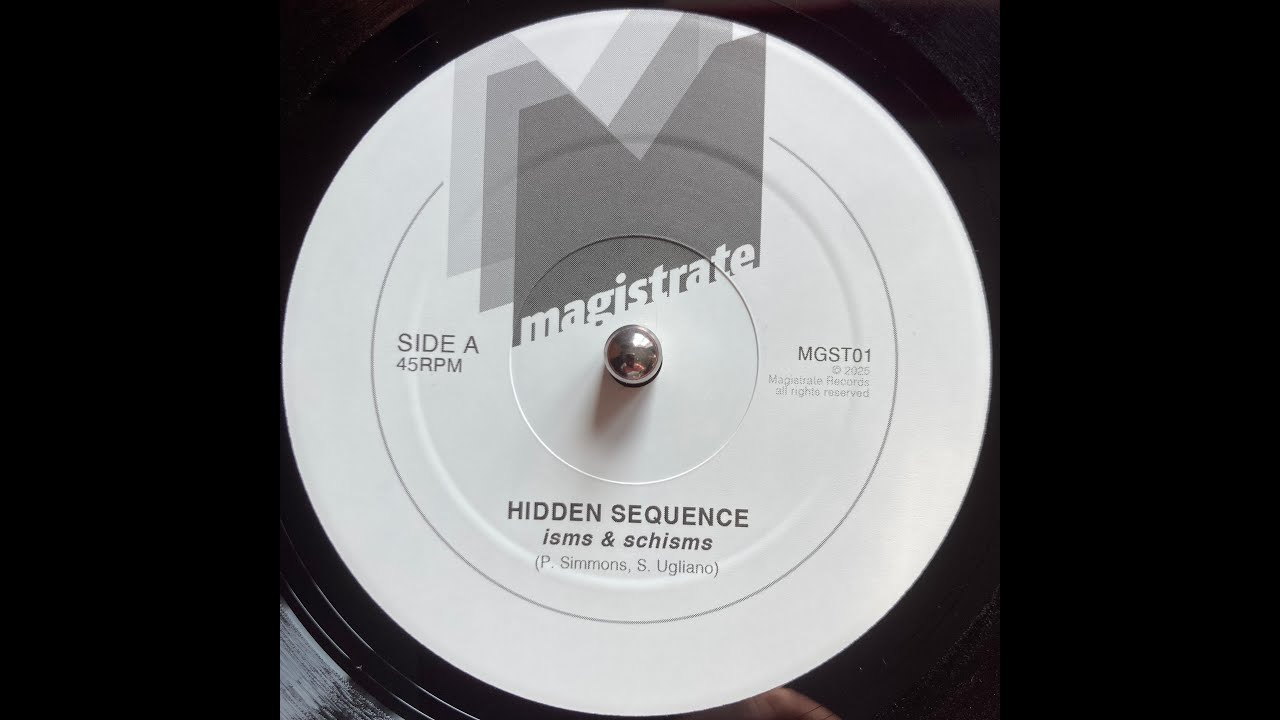 magistrate
SIDE A
45RPM
MGST01
© 2025
Magistrate Records
all rights reserved
HIDDEN SEQUENCE
isms & schisms
(P. Simmons, S. Ugliano)